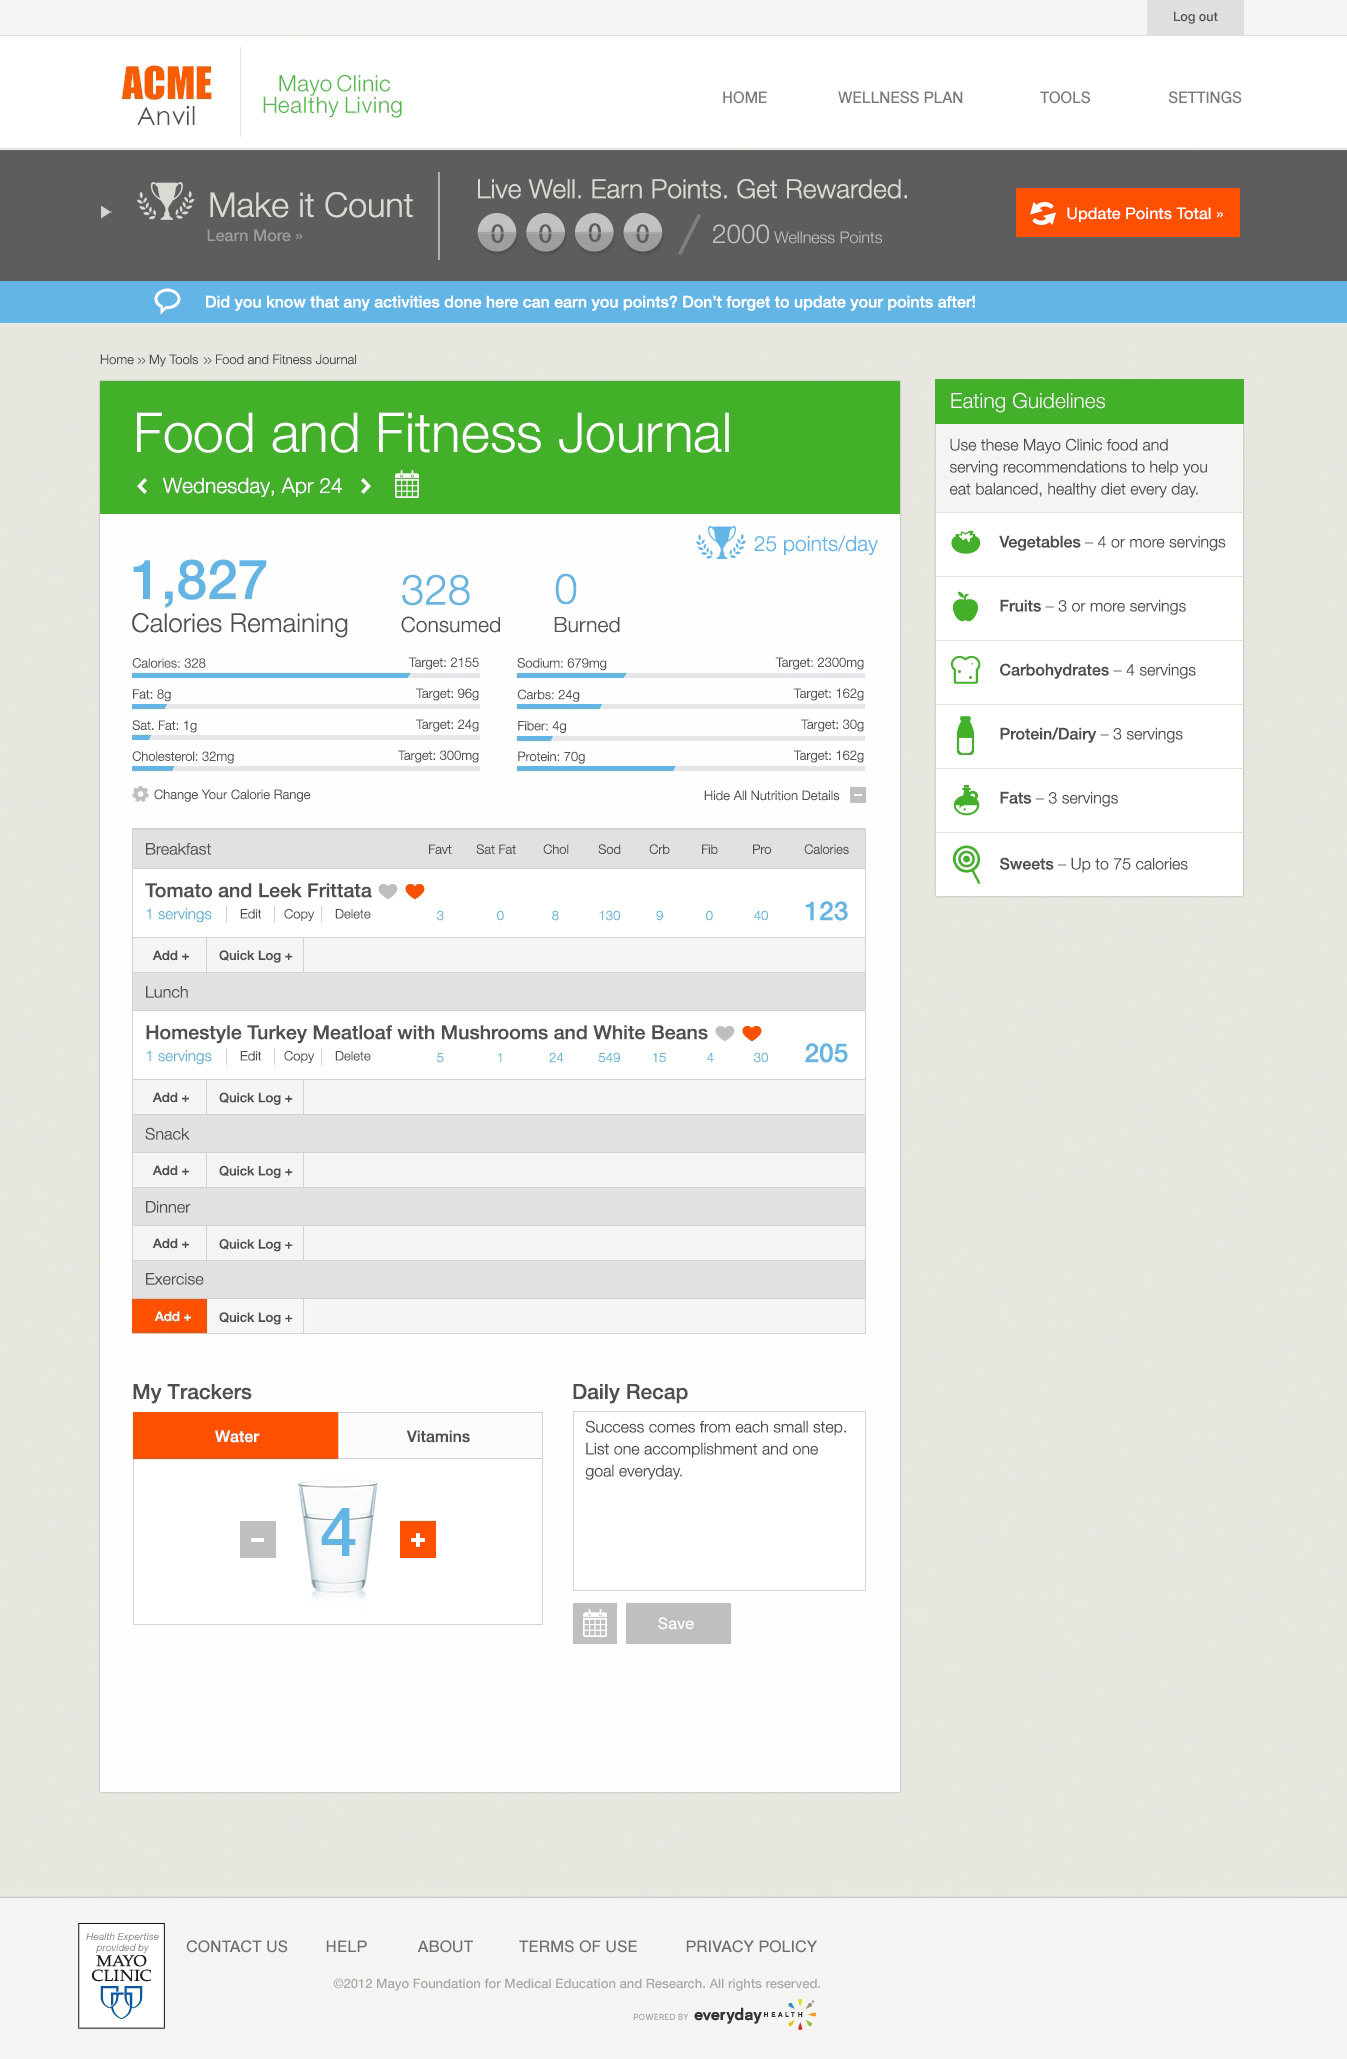 Log out
ACME
Anvil
Mayo Clinic
Healthy Living
HOME WELLNESS PLAN TOOLS SETTINGS
Make it Count
Learn More »
Live Well. Earn Points. Get Rewarded.
0 0 0 0 / 2000 Wellness Points
Update Points Total »
Did you know that any activities done here can earn you points? Don't forget to update your points after!
Home » My Tools » Food and Fitness Journal
Food and Fitness Journal
Wednesday, Apr 24
25 points/day
1,827
Calories Remaining
328
Consumed
0
Burned
Calories: 328 Target: 2155
Fat: 8g Target: 96g
Sat. Fat: 1g Target: 24g
Cholesterol: 32mg Target: 300mg
Sodium: 679mg Target: 2300mg
Carbs: 24g Target: 162g
Fiber: 4g Target: 30g
Protein: 70g Target: 162g
Change Your Calorie Range
Hide All Nutrition Details
Breakfast Favt Sat Fat Chol Sod Crb Fib Pro Calories
Tomato and Leek Frittata
1 servings Edit Copy Delete 3 0 8 130 9 0 40 123
Add + Quick Log +
Lunch
Homestyle Turkey Meatloaf with Mushrooms and White Beans
1 servings Edit Copy Delete 5 1 24 549 15 4 30 205
Add + Quick Log +
Snack
Add + Quick Log +
Dinner
Add + Quick Log +
Exercise
Add + Quick Log +
My Trackers
Water Vitamins
4
Daily Recap
Success comes from each small step.
List one accomplishment and one
goal everyday.
Save
Eating Guidelines
Use these Mayo Clinic food and
serving recommendations to help you
eat balanced, healthy diet every day.
Vegetables – 4 or more servings
Fruits – 3 or more servings
Carbohydrates – 4 servings
Protein/Dairy – 3 servings
Fats – 3 servings
Sweets – Up to 75 calories
Health Expertise
provided by
MAYO
CLINIC
CONTACT US HELP ABOUT TERMS OF USE PRIVACY POLICY
©2012 Mayo Foundation for Medical Education and Research. All rights reserved.
POWERED BY everyday HEALTH